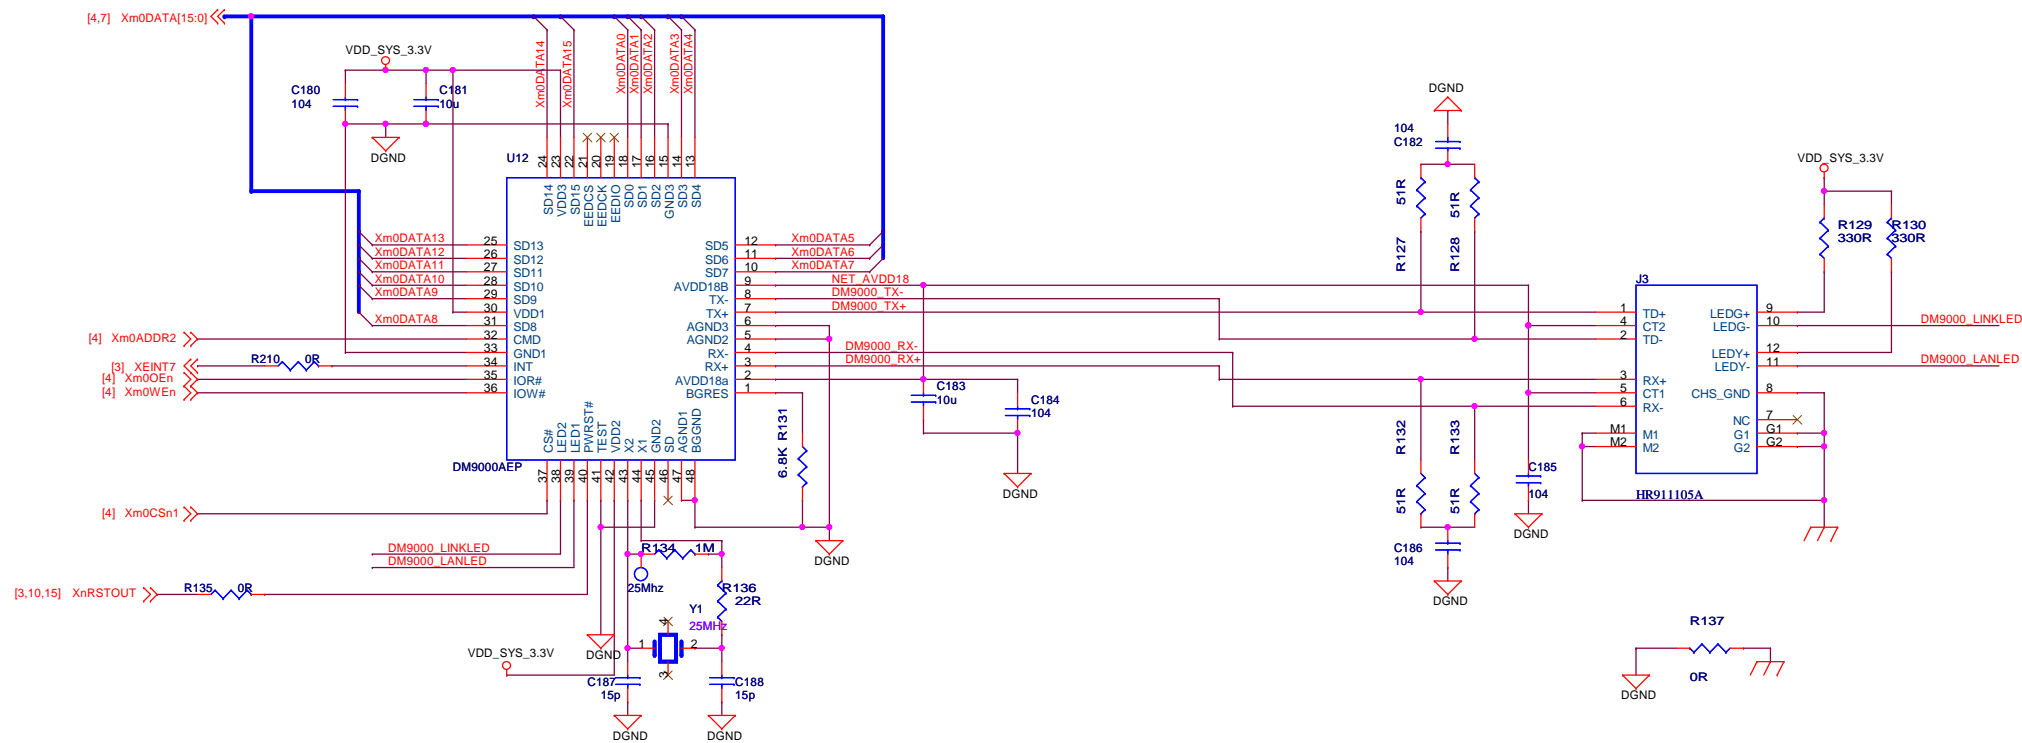 [4,7] Xm0DATA[15:0]
VDD_SYS_3.3V
C180
104
C181
10u
DGND
Xm0DATA14
Xm0DATA15
Xm0DATA0
Xm0DATA1
Xm0DATA2
Xm0DATA3
Xm0DATA4
U12
24
23
22
21
20
19
18
17
16
15
14
13
SD14
VDD3
SD15
EEDCS
EEDCK
EEDIO
SD0
SD1
SD2
GND3
SD3
SD4
Xm0DATA13 25 SD13
Xm0DATA12 26 SD12
Xm0DATA11 27 SD11
Xm0DATA10 28 SD10
Xm0DATA9 29 SD9
30 VDD1
Xm0DATA8 31 SD8
[4] Xm0ADDR2 32 CMD
33 GND1
[3] XEINT7 R210 0R 34 INT
[4] Xm0OEn 35 IOR#
[4] Xm0WEn 36 IOW#
SD5 12 Xm0DATA5
SD6 11 Xm0DATA6
SD7 10 Xm0DATA7
AVDD18B 9 NET_AVDD18
TX- 8 DM9000_TX-
TX+ 7 DM9000_TX+
AGND3 6
AGND2 5
RX- 4 DM9000_RX-
RX+ 3 DM9000_RX+
AVDD18a 2
BGRES 1
CS#
LED2
LED1
PWRST#
TEST
VDD2
X2
X1
GND2
SD
AGND1
BGGND
DM9000AEP
37
38
39
40
41
42
43
44
45
46
47
48
6.8K R131
DGND
C183
10u
C184
104
DGND
[4] Xm0CSn1
DM9000_LINKLED
DM9000_LANLED
[3,10,15] XnRSTOUT R135 0R
R134 1M
25Mhz
R136
22R
Y1
25MHz
4
1
2
3
DGND
VDD_SYS_3.3V
C187
15p
C188
15p
DGND
DGND
DGND
104
C182
51R
51R
R127
R128
R132
R133
51R
51R
C186
104
DGND
C185
104
DGND
VDD_SYS_3.3V
R129
330R
R130
330R
J3
1 TD+
4 CT2
2 TD-
3 RX+
5 CT1
6 RX-
M1 M1
M2 M2
LEDG+ 9
LEDG- 10 DM9000_LINKLED
LEDY+ 12
LEDY- 11 DM9000_LANLED
CHS_GND 8
NC 7
G1 G1
G2 G2
HR911105A
R137
0R
DGND